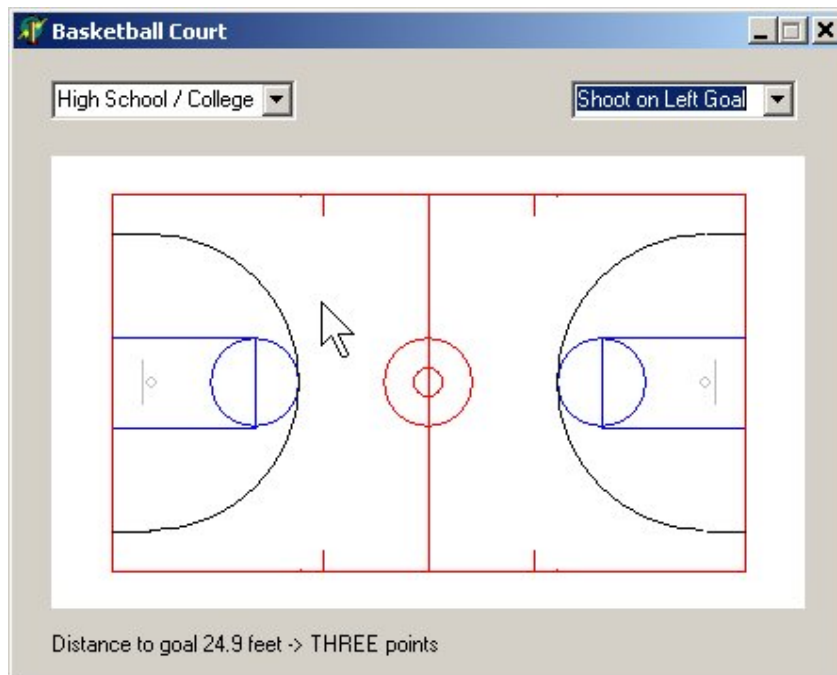 Basketball Court
High School / College
Shoot on Left Goal
Distance to goal 24.9 feet -> THREE points